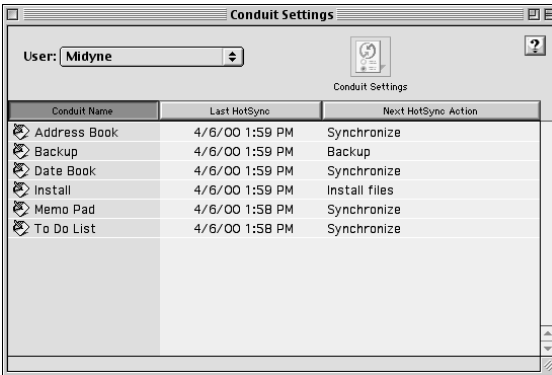 Conduit Settings
User: Midyne
?
Conduit Settings
Conduit Name Last HotSync Next HotSync Action
Address Book 4/6/00 1:59 PM Synchronize
Backup 4/6/00 1:59 PM Backup
Date Book 4/6/00 1:59 PM Synchronize
Install 4/6/00 1:59 PM Install files
Memo Pad 4/6/00 1:58 PM Synchronize
To Do List 4/6/00 1:58 PM Synchronize